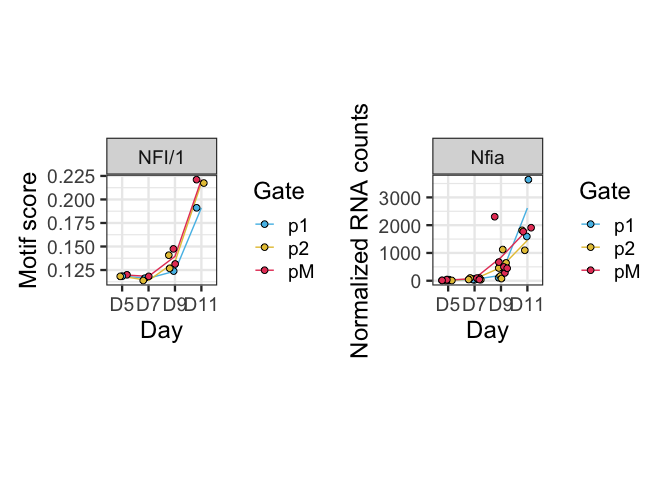 NFI/1
Motif score
0.225
0.200
0.175
0.150
0.125
D5 D7 D9 D11
Day
Gate
p1
p2
pM
Nfia
Normalized RNA counts
3000
2000
1000
0
D5 D7 D9 D11
Day
Gate
p1
p2
pM